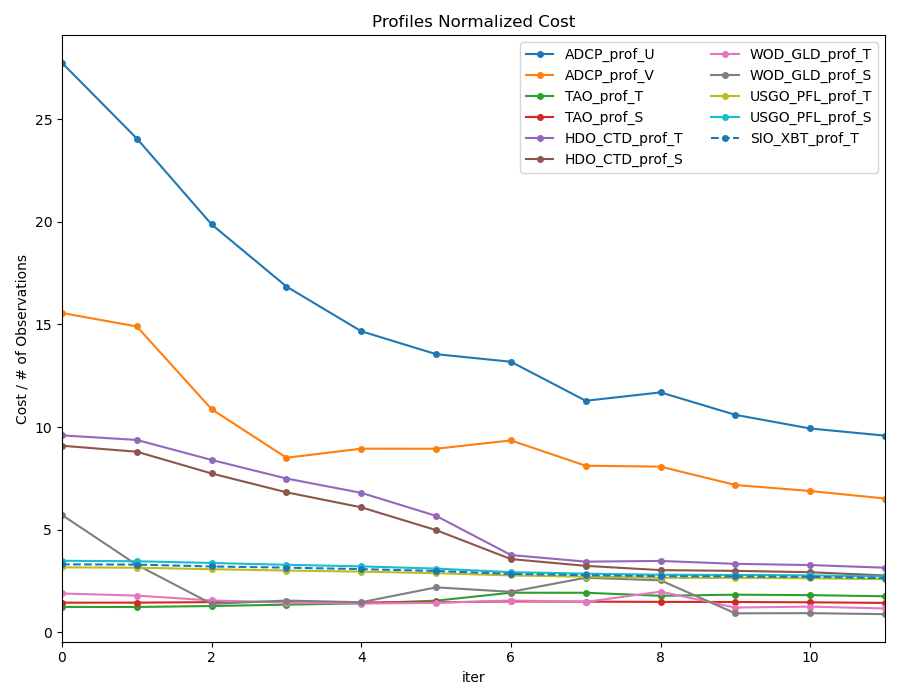 Profiles Normalized Cost
ADCP_prof_U
ADCP_prof_V
TAO_prof_T
TAO_prof_S
HDO_CTD_prof_T
HDO_CTD_prof_S
WOD_GLD_prof_T
WOD_GLD_prof_S
USGO_PFL_prof_T
USGO_PFL_prof_S
SIO_XBT_prof_T
Cost / # of Observations
25
20
15
10
5
0
0 2 4 6 8 10
iter